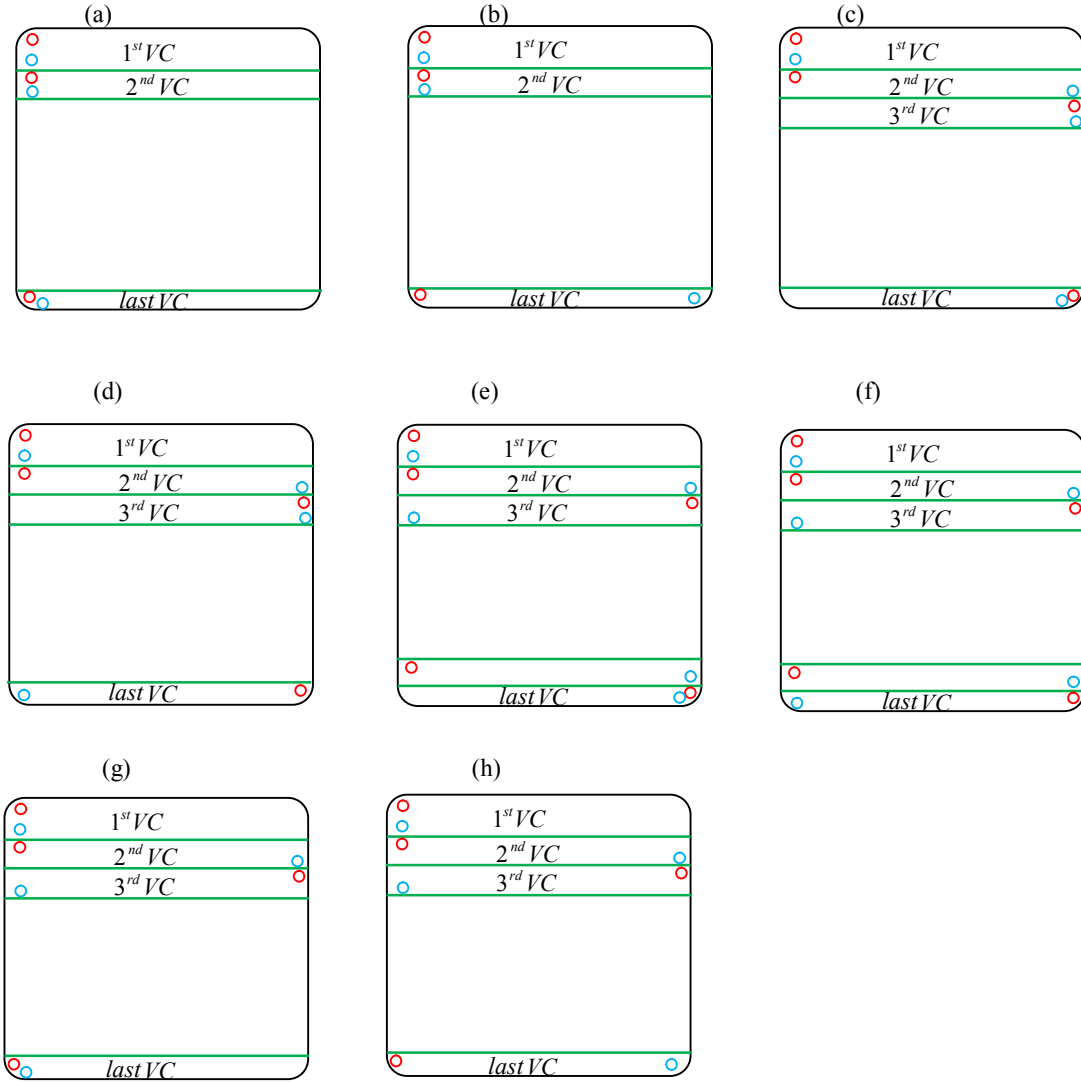 (a)
1st VC
2nd VC
last VC
(b)
1st VC
2nd VC
last VC
(c)
1st VC
2nd VC
3rd VC
last VC
(d)
1st VC
2nd VC
3rd VC
last VC
(e)
1st VC
2nd VC
3rd VC
last VC
(f)
1st VC
2nd VC
3rd VC
last VC
(g)
1st VC
2nd VC
3rd VC
last VC
(h)
1st VC
2nd VC
3rd VC
last VC